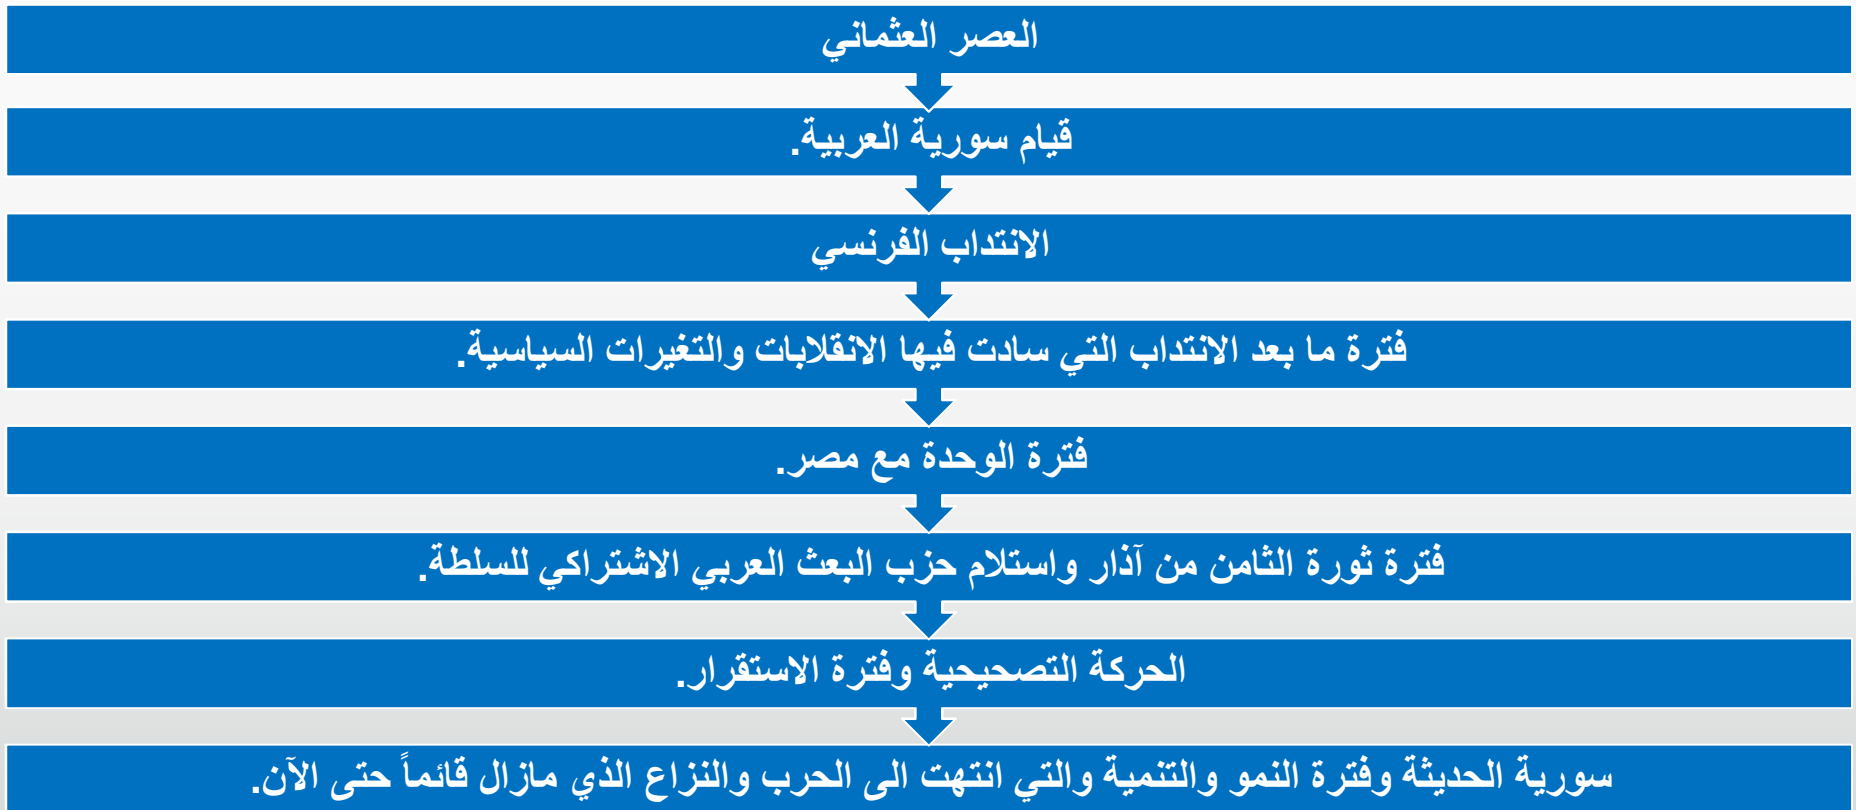 العصر العثماني
قيام سورية العربية.
الانتداب الفرنسي
فترة ما بعد الانتداب التي سادت فيها الانقلابات والتغيرات السياسية.
فترة الوحدة مع مصر.
فترة ثورة الثامن من آذار واستلام حزب البعث العربي الاشتراكي للسلطة.
الحركة التصحيحية وفترة الاستقرار.
سورية الحديثة وفترة النمو والتنمية والتي انتهت الى الحرب والنزاع الذي مازال قائماً حتى الآن.